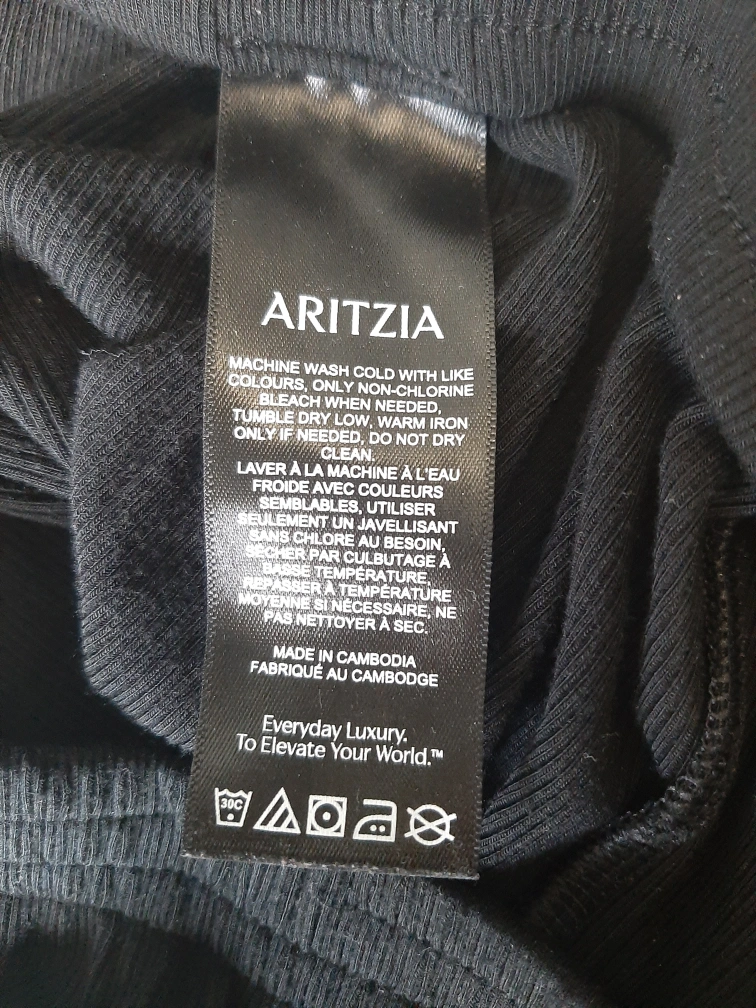 ARITZIA
MACHINE WASH COLD WITH LIKE
COLOURS, ONLY NON-CHLORINE
BLEACH WHEN NEEDED,
TUMBLE DRY LOW, WARM IRON
ONLY IF NEEDED, DO NOT DRY
CLEAN.
LAVER À LA MACHINE À L'EAU
FROIDE AVEC COULEURS
SEMBLABLES, UTILISER
SEULEMENT UN JAVELLISANT
SANS CHLORE AU BESOIN,
SÉCHER PAR CULBUTAGE À
BASSE TEMPÉRATURE,
REPASSER À TEMPÉRATURE
MOYENNE SI NÉCESSAIRE, NE
PAS NETTOYER À SEC.
MADE IN CAMBODIA
FABRIQUÉ AU CAMBODGE
Everyday Luxury.
To Elevate Your World.™
30C